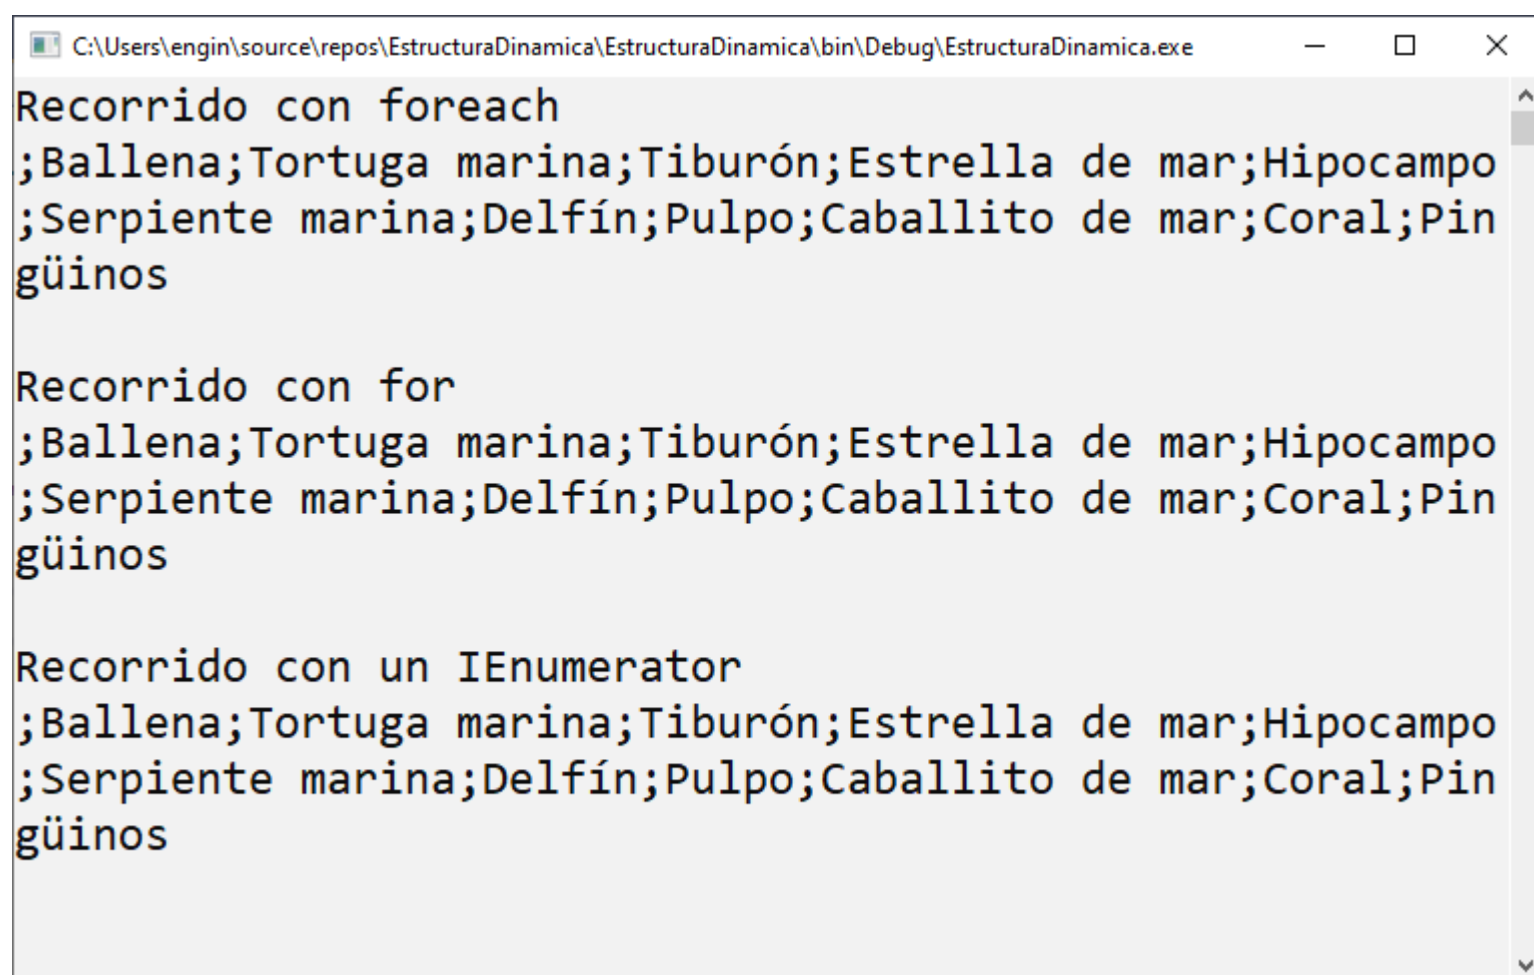 C:\Users\engin\source\repos\EstructuraDinamica\EstructuraDinamica\bin\Debug\EstructuraDinamica.exe
Recorrido con foreach
;Ballena;Tortuga marina;Tiburón;Estrella de mar;Hipocampo
;Serpiente marina;Delfín;Pulpo;Caballito de mar;Coral;Pin
güinos
Recorrido con for
;Ballena;Tortuga marina;Tiburón;Estrella de mar;Hipocampo
;Serpiente marina;Delfín;Pulpo;Caballito de mar;Coral;Pin
güinos
Recorrido con un IEnumerator
;Ballena;Tortuga marina;Tiburón;Estrella de mar;Hipocampo
;Serpiente marina;Delfín;Pulpo;Caballito de mar;Coral;Pin
güinos